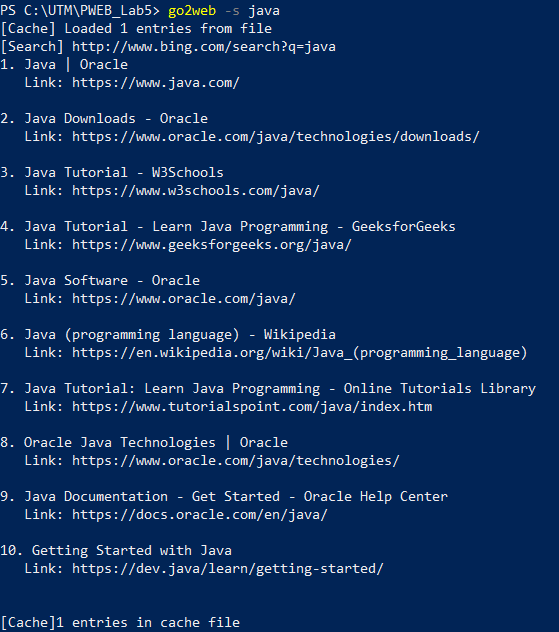 PS C:\UTM\PWEB_Lab5> go2web -s java
[Cache] Loaded 1 entries from file
[Search] http://www.bing.com/search?q=java
1. Java | Oracle
Link: https://www.java.com/
2. Java Downloads - Oracle
Link: https://www.oracle.com/java/technologies/downloads/
3. Java Tutorial - W3Schools
Link: https://www.w3schools.com/java/
4. Java Tutorial - Learn Java Programming - GeeksforGeeks
Link: https://www.geeksforgeeks.org/java/
5. Java Software - Oracle
Link: https://www.oracle.com/java/
6. Java (programming language) - Wikipedia
Link: https://en.wikipedia.org/wiki/Java_(programming_language)
7. Java Tutorial: Learn Java Programming - Online Tutorials Library
Link: https://www.tutorialspoint.com/java/index.htm
8. Oracle Java Technologies | Oracle
Link: https://www.oracle.com/java/technologies/
9. Java Documentation - Get Started - Oracle Help Center
Link: https://docs.oracle.com/en/java/
10. Getting Started with Java
Link: https://dev.java/learn/getting-started/
[Cache]1 entries in cache file